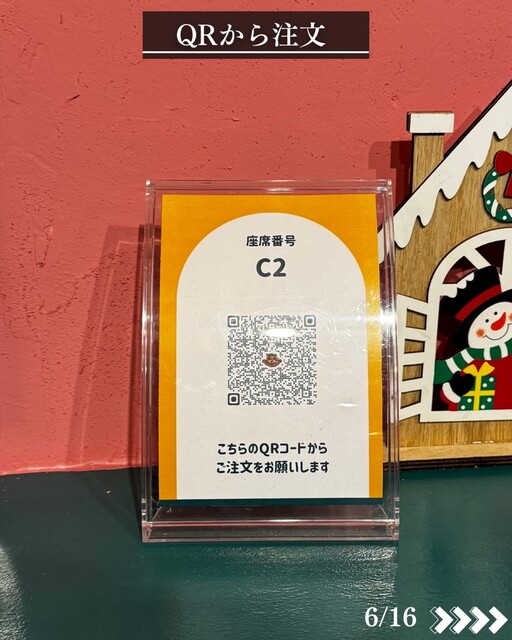 QRから注文
座席番号
C2
こちらのQRコードから
ご注文をお願いします
6/16